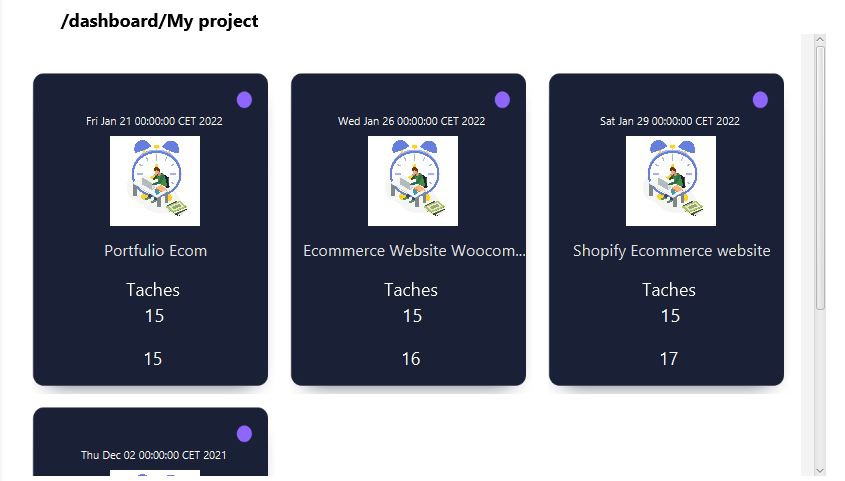 /dashboard/My project
Fri Jan 21 00:00:00 CET 2022
Portfulio Ecom
Taches
15
15
Wed Jan 26 00:00:00 CET 2022
Ecommerce Website Woocom...
Taches
15
16
Sat Jan 29 00:00:00 CET 2022
Shopify Ecommerce website
Taches
15
17
Thu Dec 02 00:00:00 CET 2021